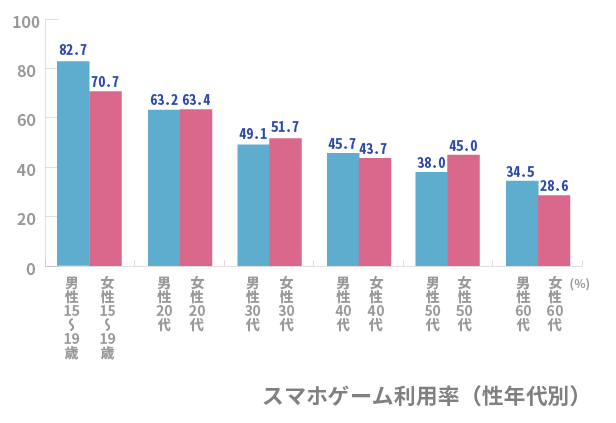 100
80
60
40
20
0
82.7
70.7
63.2
63.4
49.1
51.7
45.7
43.7
38.0
45.0
34.5
28.6
男性15〜19歳
女性15〜19歳
男性20代
女性20代
男性30代
女性30代
男性40代
女性40代
男性50代
女性50代
男性60代
女性60代
(%)
スマホゲーム利用率（性年代別）